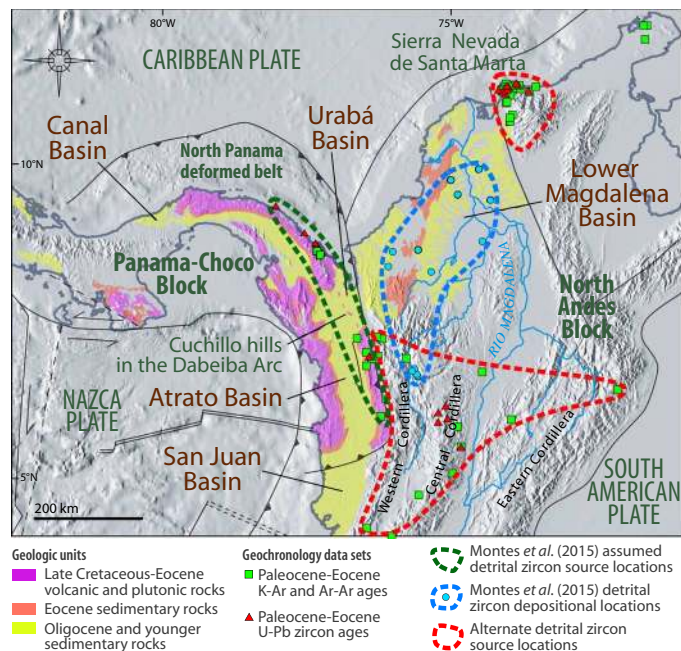 80°W
75°W
CARIBBEAN PLATE
Sierra Nevada
de Santa Marta
Urabá
Basin
Canal
Basin
10°N
North Panama
deformed belt
Lower
Magdalena
Basin
Panama-Choco
Block
RIO MAGDALENA
North
Andes
Block
Cuchillo hills
in the Dabeiba Arc
Atrato Basin
NAZCA
PLATE
Western Cordillera
Central Cordillera
Eastern Cordillera
San Juan
Basin
5°N
SOUTH
AMERICAN
PLATE
200 km
Geologic units
Late Cretaceous-Eocene
volcanic and plutonic rocks
Eocene sedimentary rocks
Oligocene and younger
sedimentary rocks
Geochronology data sets
Paleocene-Eocene
K-Ar and Ar-Ar ages
Paleocene-Eocene
U-Pb zircon ages
Montes et al. (2015) assumed
detrital zircon source locations
Montes et al. (2015) detrital
zircon depositional locations
Alternate detrital zircon
source locations